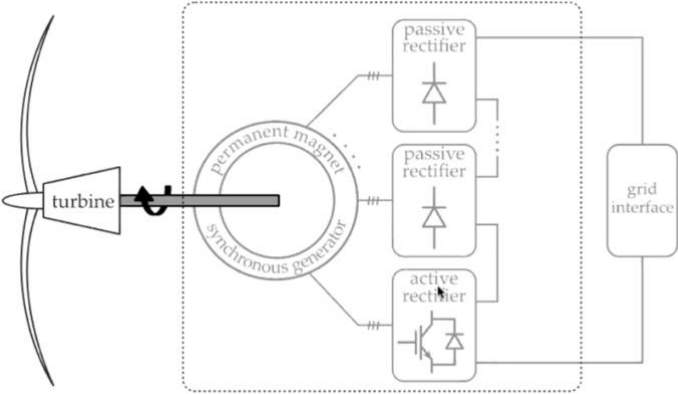 passive
rectifier
permanent magnet
passive
rectifier
turbine
grid
interface
synchronous generator
active
rectifier